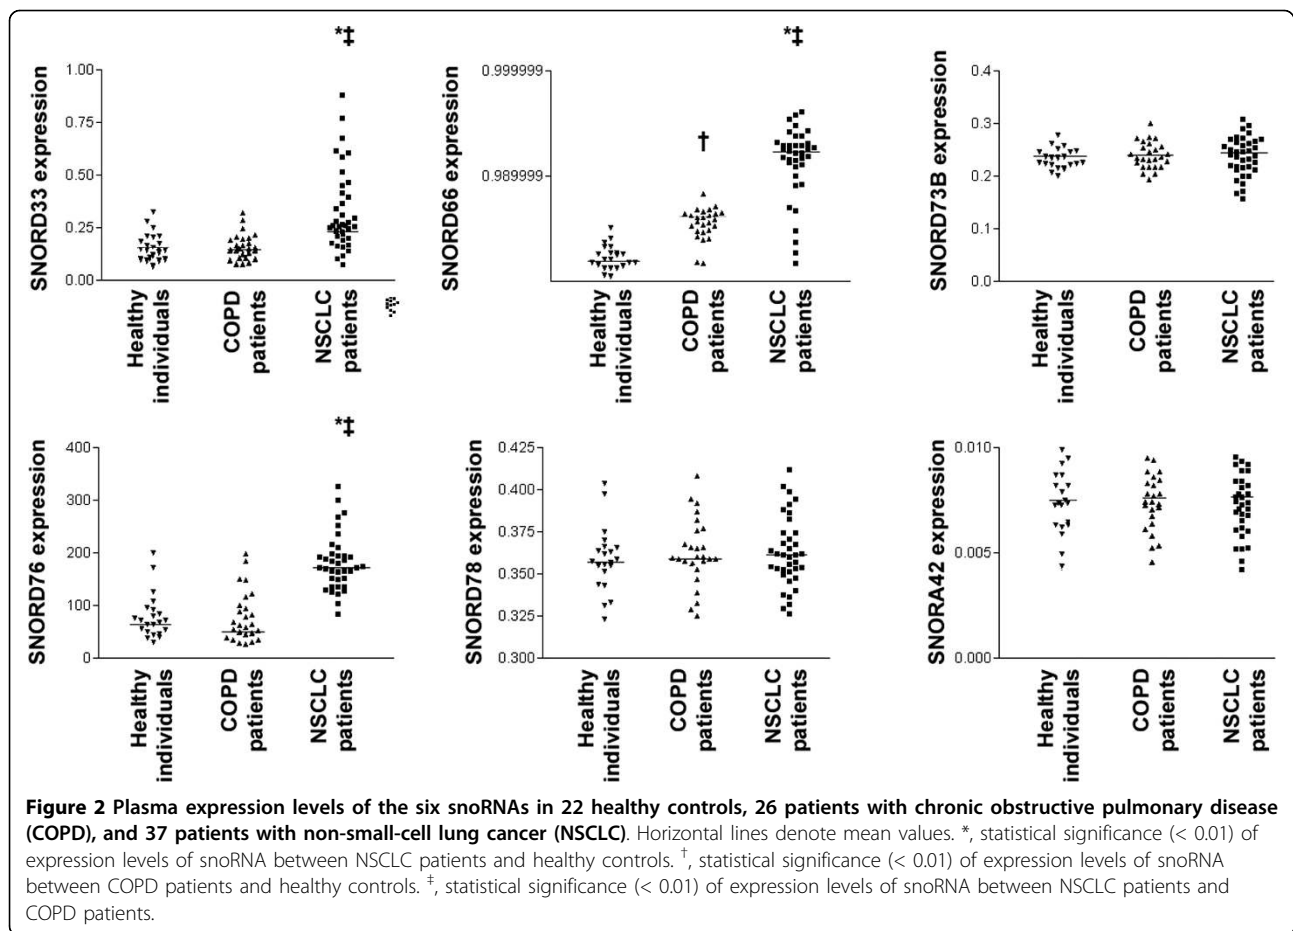 *‡
1.00
0.75
0.50
0.25
0.00
SNORD33 expression
Healthy
individuals
COPD
patients
NSCLC
patients
*‡
†
0.999999
0.989999
SNORD66 expression
Healthy
individuals
COPD
patients
NSCLC
patients
0.4
0.3
0.2
0.1
0.0
SNORD73B expression
Healthy
individuals
COPD
patients
NSCLC
patients
*‡
400
300
200
100
0
SNORD76 expression
Healthy
individuals
COPD
patients
NSCLC
patients
0.425
0.400
0.375
0.350
0.325
0.300
SNORD78 expression
Healthy
individuals
COPD
patients
NSCLC
patients
0.010
0.005
0.000
SNORA42 expression
Healthy
individuals
COPD
patients
NSCLC
patients
Figure 2 Plasma expression levels of the six snoRNAs in 22 healthy controls, 26 patients with chronic obstructive pulmonary disease
(COPD), and 37 patients with non-small-cell lung cancer (NSCLC). Horizontal lines denote mean values. *, statistical significance (< 0.01) of
expression levels of snoRNA between NSCLC patients and healthy controls. †, statistical significance (< 0.01) of expression levels of snoRNA
between COPD patients and healthy controls. ‡, statistical significance (< 0.01) of expression levels of snoRNA between NSCLC patients and
COPD patients.